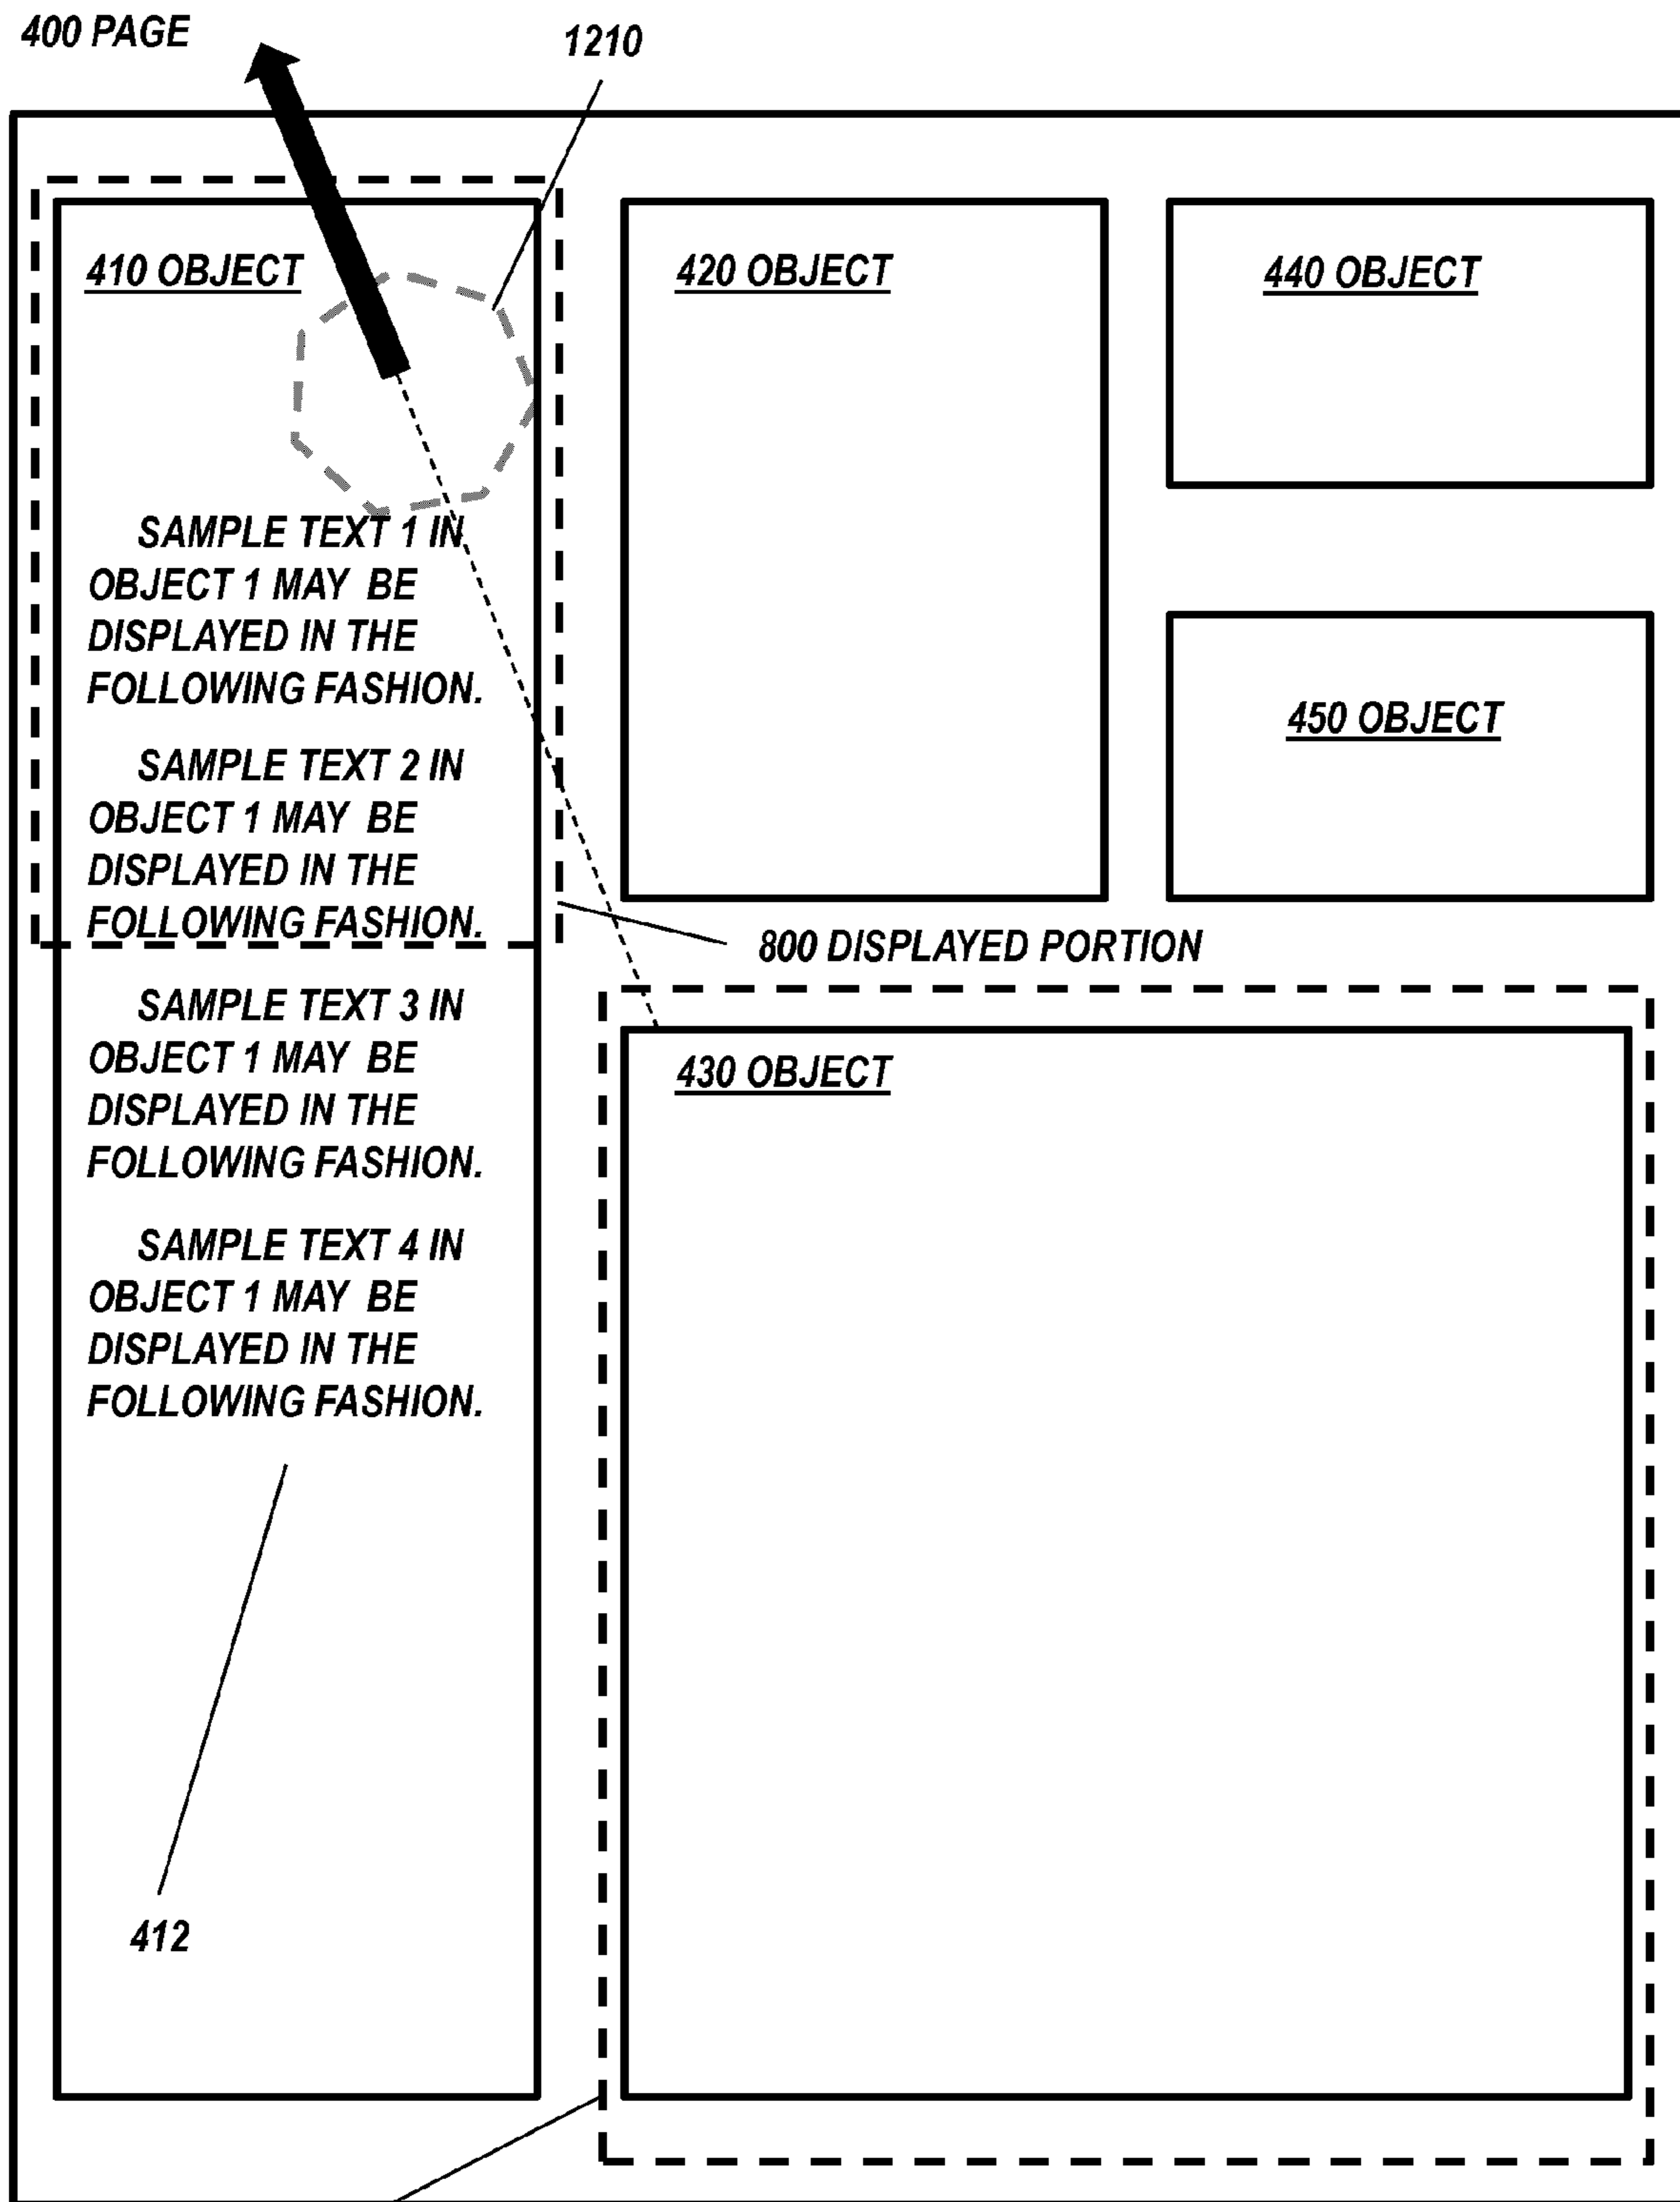 400 PAGE
1210
410 OBJECT
420 OBJECT
440 OBJECT
SAMPLE TEXT 1 IN
OBJECT 1 MAY BE
DISPLAYED IN THE
FOLLOWING FASHION.
450 OBJECT
SAMPLE TEXT 2 IN
OBJECT 1 MAY BE
DISPLAYED IN THE
FOLLOWING FASHION.
800 DISPLAYED PORTION
SAMPLE TEXT 3 IN
OBJECT 1 MAY BE
DISPLAYED IN THE
FOLLOWING FASHION.
430 OBJECT
SAMPLE TEXT 4 IN
OBJECT 1 MAY BE
DISPLAYED IN THE
FOLLOWING FASHION.
412